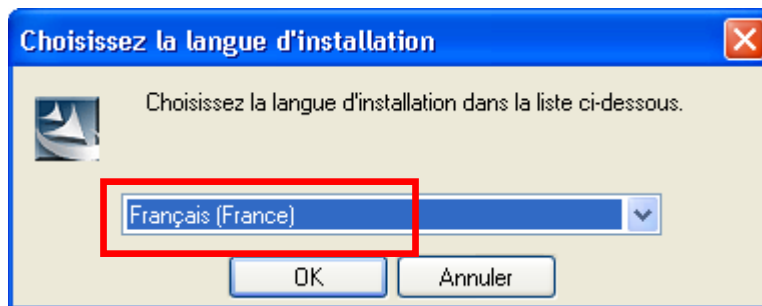 Choisissez la langue d'installation
Choisissez la langue d'installation dans la liste ci-dessous.
Français (France)
OK
Annuler